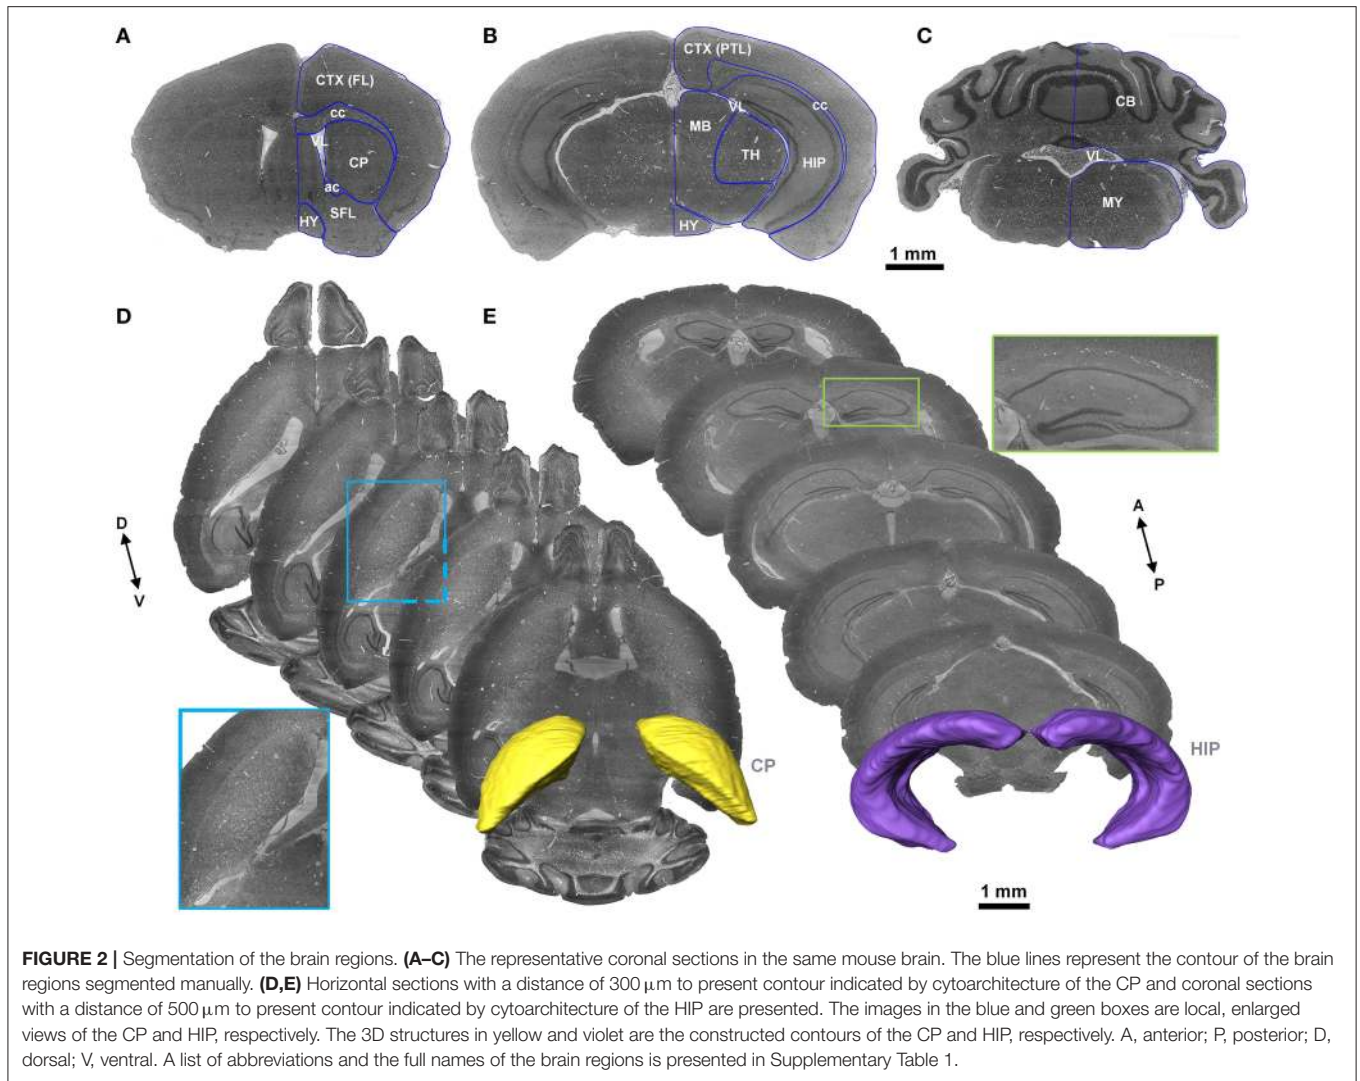 A
B
C
CTX (FL)
cc
VL
CP
ac
SFL
HY
CTX (PTL)
VL
cc
MB
TH
HIP
HY
CB
VL
MY
1 mm
D
E
D
V
A
P
CP
HIP
1 mm
FIGURE 2 | Segmentation of the brain regions. (A–C) The representative coronal sections in the same mouse brain. The blue lines represent the contour of the brain
regions segmented manually. (D,E) Horizontal sections with a distance of 300 μm to present contour indicated by cytoarchitecture of the CP and coronal sections
with a distance of 500 μm to present contour indicated by cytoarchitecture of the HIP are presented. The images in the blue and green boxes are local, enlarged
views of the CP and HIP, respectively. The 3D structures in yellow and violet are the constructed contours of the CP and HIP, respectively. A, anterior; P, posterior; D,
dorsal; V, ventral. A list of abbreviations and the full names of the brain regions is presented in Supplementary Table 1.